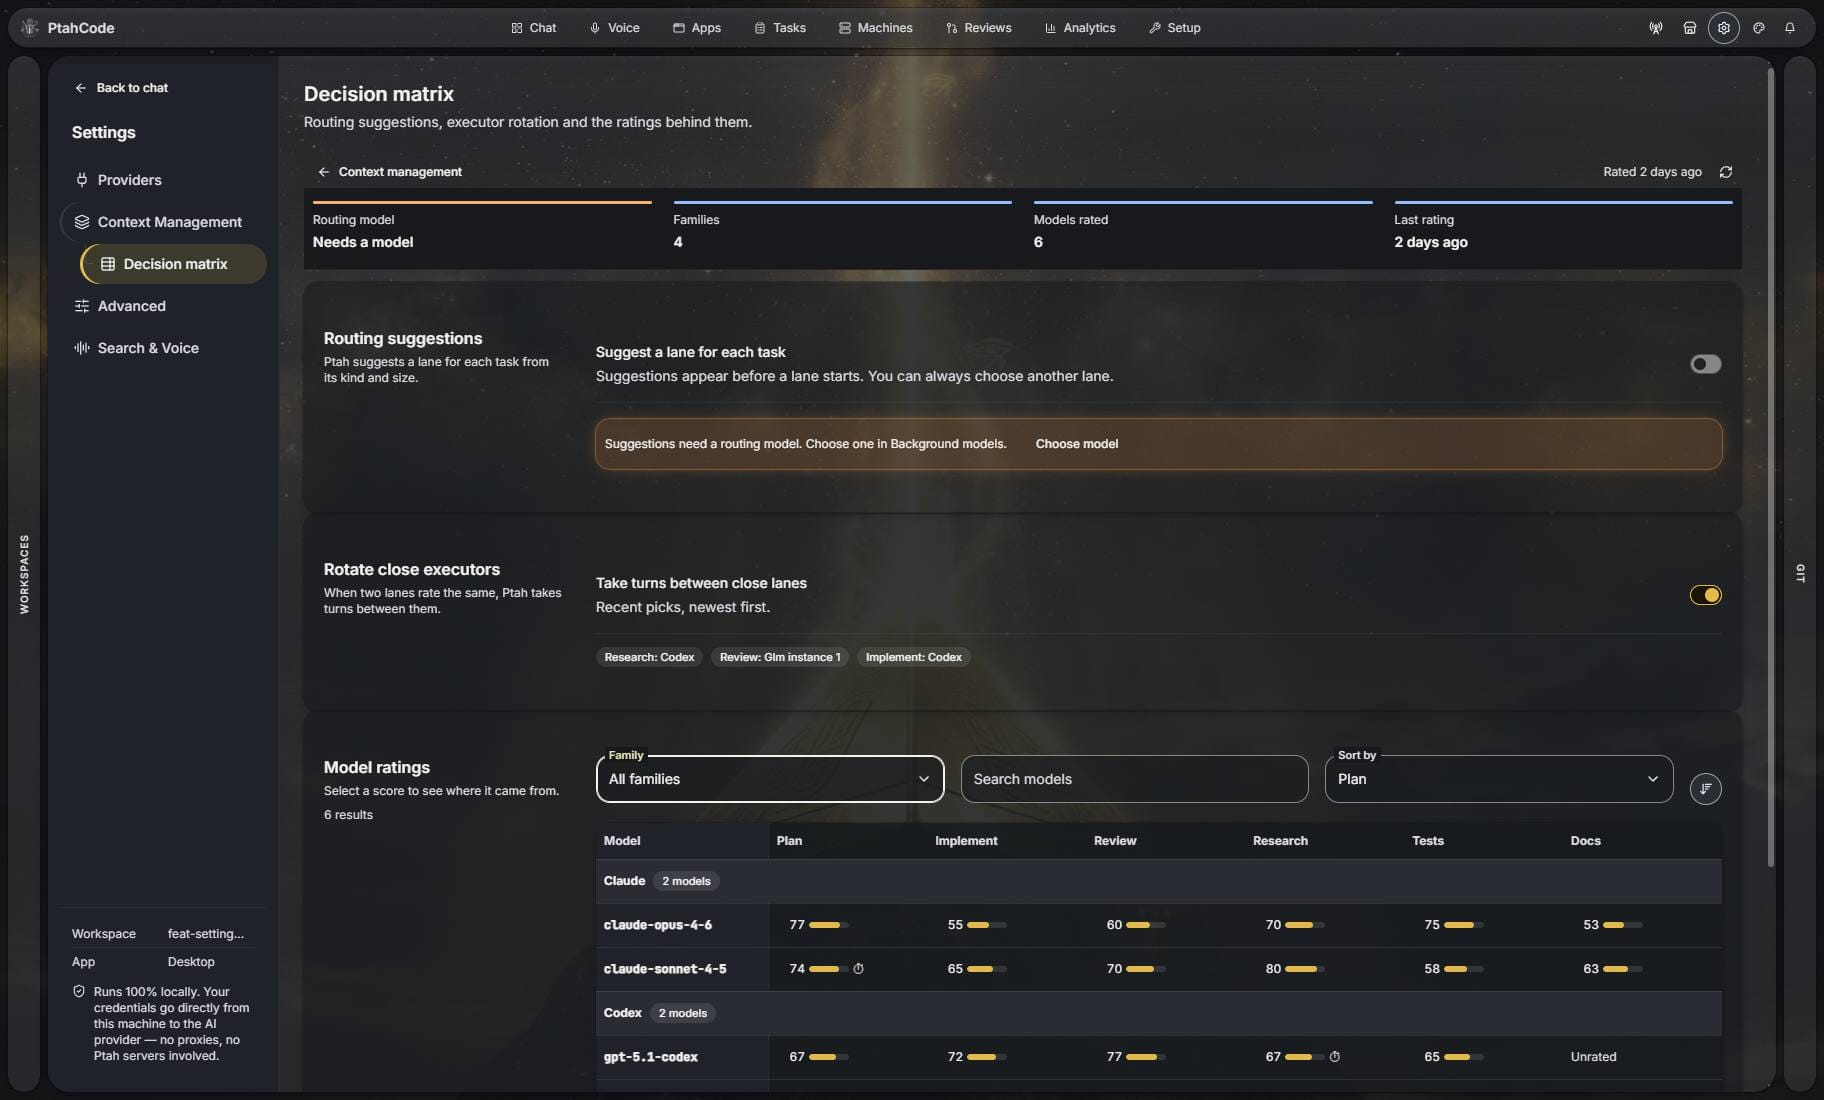 PtahCode
Chat
Voice
Apps
Tasks
Machines
Reviews
Analytics
Setup
WORKSPACES
Back to chat
Settings
Providers
Context Management
Decision matrix
Advanced
Search & Voice
Workspace feat-setting...
App Desktop
Runs 100% locally. Your
credentials go directly from
this machine to the AI
provider — no proxies, no
Ptah servers involved.
Decision matrix
Routing suggestions, executor rotation and the ratings behind them.
Context management
Rated 2 days ago
Routing model
Needs a model
Families
4
Models rated
6
Last rating
2 days ago
Routing suggestions
Ptah suggests a lane for each task from
its kind and size.
Suggest a lane for each task
Suggestions appear before a lane starts. You can always choose another lane.
Suggestions need a routing model. Choose one in Background models. Choose model
Rotate close executors
When two lanes rate the same, Ptah takes
turns between them.
Take turns between close lanes
Recent picks, newest first.
Research: Codex
Review: Glm instance 1
Implement: Codex
Model ratings
Select a score to see where it came from.
6 results
Family
All families
Search models
Sort by
Plan
Model Plan Implement Review Research Tests Docs
Claude 2 models
claude-opus-4-6 77 55 60 70 75 53
claude-sonnet-4-5 74 65 70 80 58 63
Codex 2 models
gpt-5.1-codex 67 72 77 67 65 Unrated
GIT